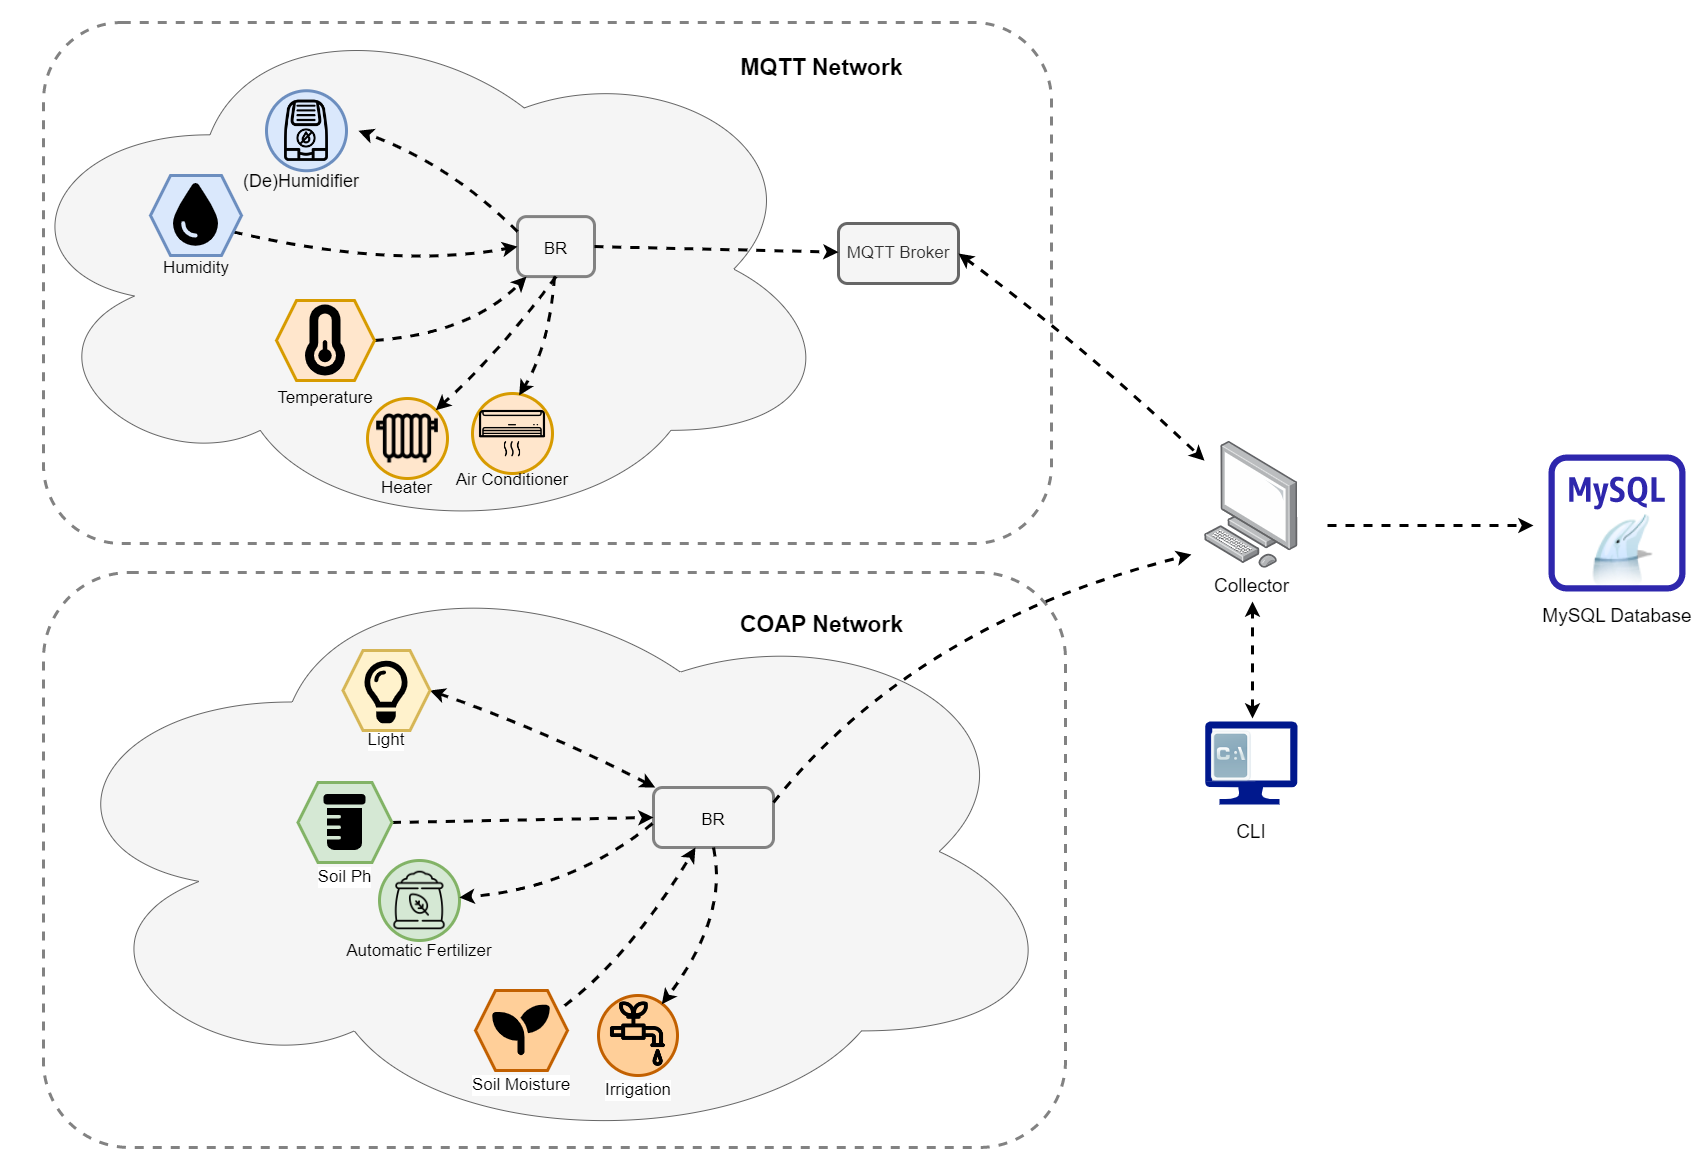 MQTT Network
(De)Humidifier
Humidity
BR
MQTT Broker
Temperature
Heater
Air Conditioner
MySQL
Collector
MySQL Database
COAP Network
Light
C:\
BR
CLI
Soil Ph
Automatic Fertilizer
Soil Moisture
Irrigation